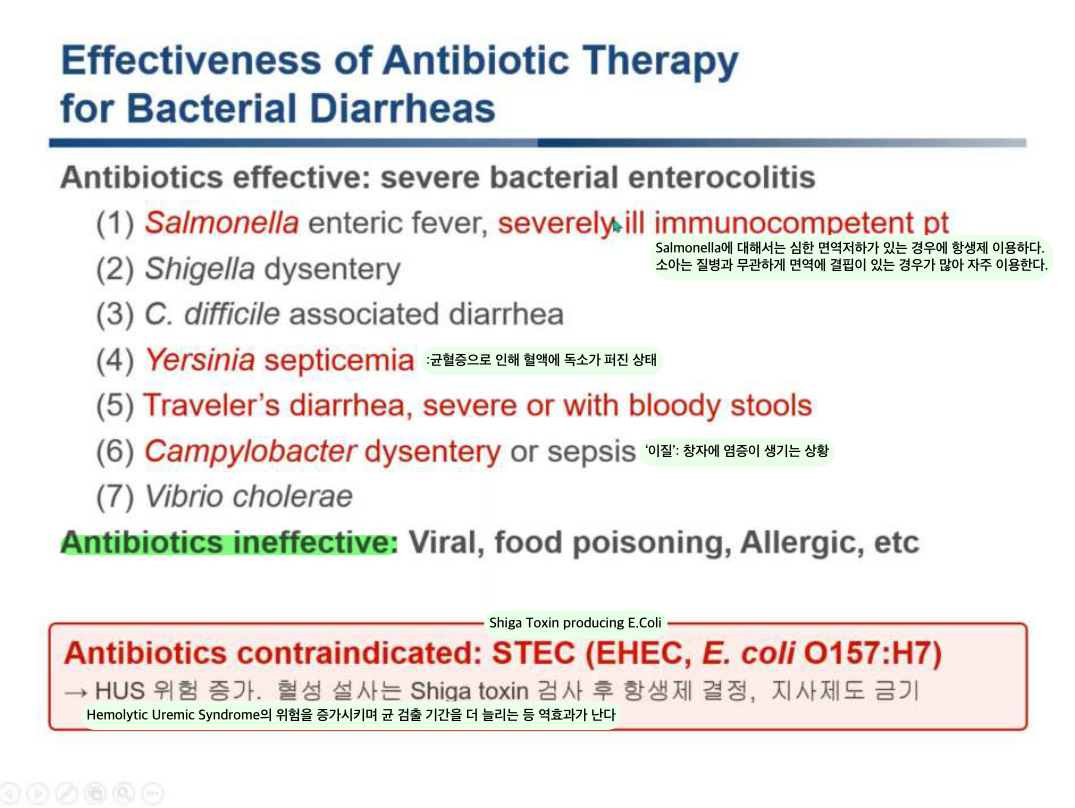 Effectiveness of Antibiotic Therapy
for Bacterial Diarrheas
Antibiotics effective: severe bacterial enterocolitis
(1) Salmonella enteric fever, severely ill immunocompetent pt
Salmonella에 대해서는 심한 면역저하가 있는 경우에 항생제 이용하다.
소아는 질병과 무관하게 면역에 결핍이 있는 경우가 많아 자주 이용한다.
(2) Shigella dysentery
(3) C. difficile associated diarrhea
(4) Yersinia septicemia :균혈증으로 인해 혈액에 독소가 퍼진 상태
(5) Traveler's diarrhea, severe or with bloody stools
(6) Campylobacter dysentery or sepsis '이질': 창자에 염증이 생기는 상황
(7) Vibrio cholerae
Antibiotics ineffective: Viral, food poisoning, Allergic, etc
Shiga Toxin producing E.Coli
Antibiotics contraindicated: STEC (EHEC, E. coli O157:H7)
→ HUS 위험 증가. 혈성 설사는 Shiga toxin 검사 후 항생제 결정, 지사제도 금기
Hemolytic Uremic Syndrome의 위험을 증가시키며 균 검출 기간을 더 늘리는 등 역효과가 난다